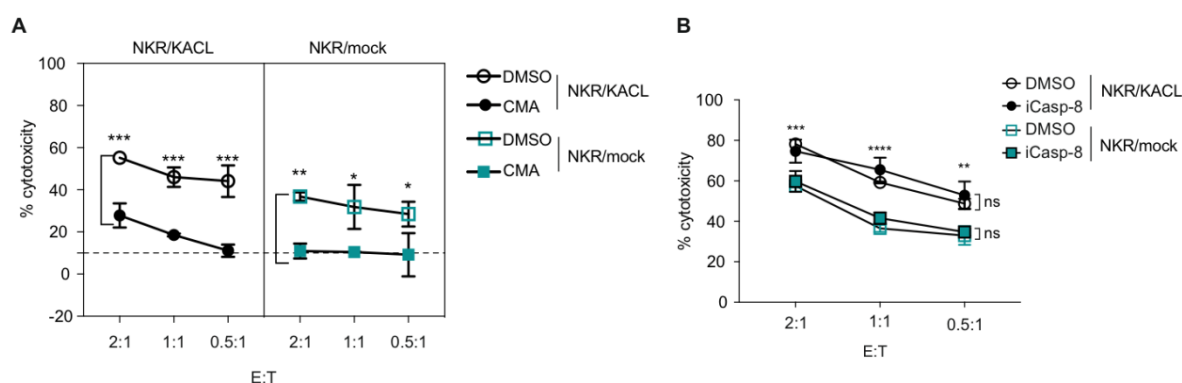 A
NKR/KACL NKR/mock
% cytotoxicity
100
80
60
40
20
0
-20
*** *** ***
** * *
2:1 1:1 0.5:1 2:1 1:1 0.5:1
E:T
DMSO
CMA
NKR/KACL
DMSO
CMA
NKR/mock
B
% cytotoxicity
100
80
60
40
20
0
*** **** **
ns
ns
2:1 1:1 0.5:1
E:T
DMSO
iCasp-8
NKR/KACL
DMSO
iCasp-8
NKR/mock